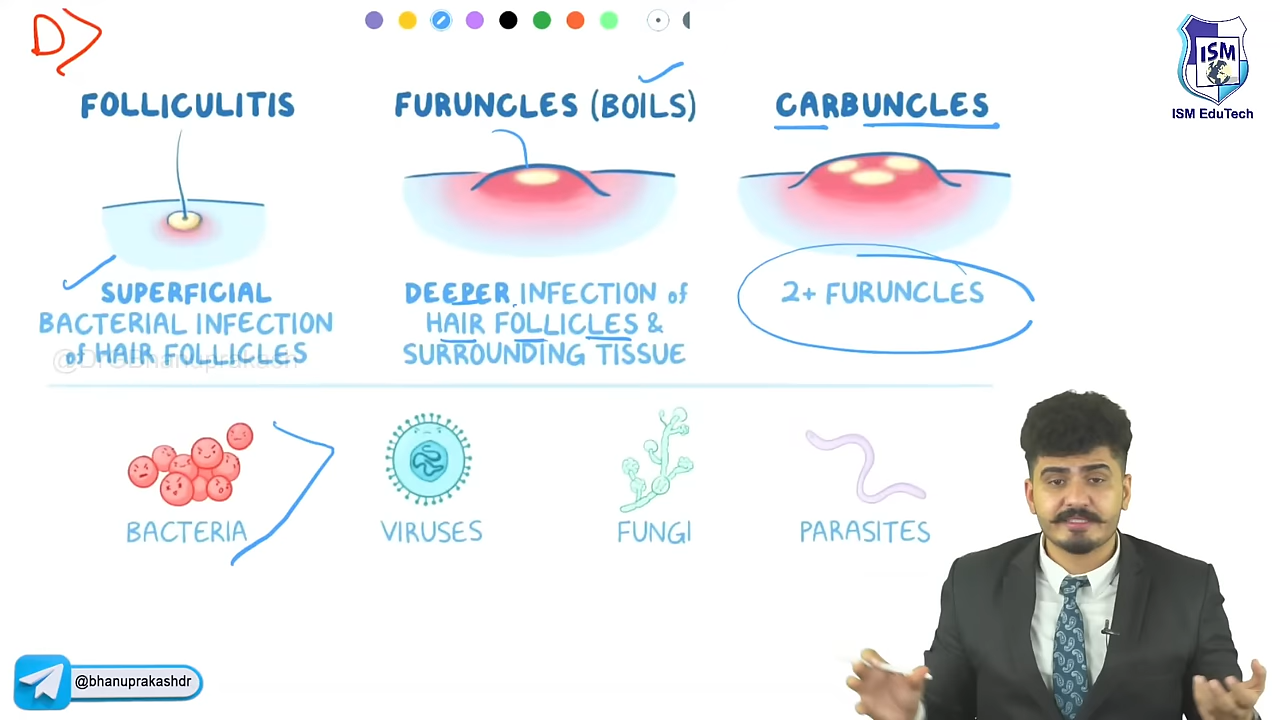 D
ISM
ISM EduTech
FOLLICULITIS
FURUNCLES (BOILS)
CARBUNCLES
SUPERFICIAL
BACTERIAL INFECTION
of HAIR FOLLICLES
DEEPER INFECTION of
HAIR FOLLICLES &
SURROUNDING TISSUE
2+ FURUNCLES
BACTERIA
VIRUSES
FUNGI
PARASITES
@bhanuprakashdr